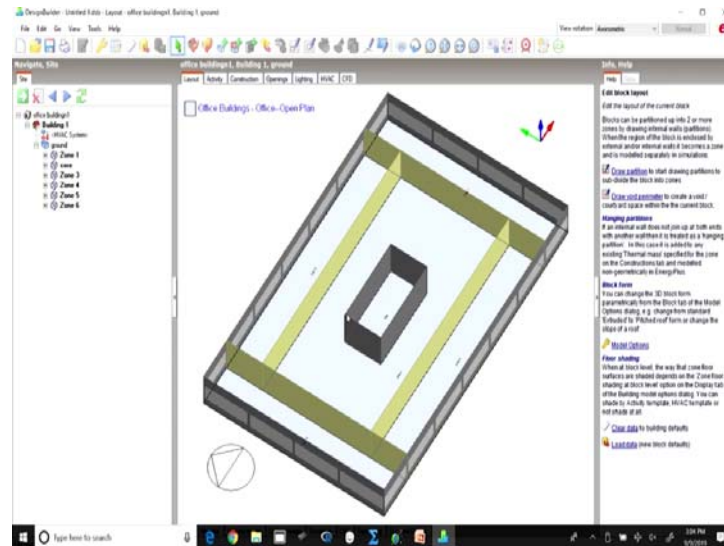 DesignBuilder - Untitled 6.dsb - Layout - office buildings1, Building 1, ground
File Edit Go View Tools Help
View rotation Axonometric Normal
Navigate, Site
office buildings1, Building 1, ground
Info, Help
Site
Layout Activity Construction Openings Lighting HVAC CFD
Help
Office Buildings - Office- Open Plan
office buildings1
Building 1
HVAC System
ground
Zone 1
core
Zone 3
Zone 4
Zone 5
Zone 6
Edit block layout
Edit the layout of the current block
Blocks can be partitioned up into 2 or more
zones by drawing internal walls (partitions).
When the region of the block is enclosed by
external and/or internal walls it becomes a zone
and is modelled separately in simulations.
Draw partition to start drawing partitions to
sub-divide the block into zones
Draw void perimeter to create a void /
courtyard space within the the current block.
Hanging partitions
If an internal wall does not join up at both ends
with another wall then it is treated as a 'hanging
partition'. In this case it is added to any
existing 'Thermal mass' specified for the zone
on the Constructions tab and modelled
non-geometrically in EnergyPlus.
Block form
You can change the 3D block form
parametrically from the Block tab of the Model
Options dialog, e.g. change from standard
'Extruded' to 'Pitched roof' form or change the
slope of a roof.
Model Options
Floor shading
When at block level, the way that zone floor
surfaces are shaded depends on the 'Zone floor
shading at block level' option on the Display tab
of the Building model options dialog. You can
shade by Activity template, HVAC template or
not shade at all.
Clear data to building defaults
Load data (new block defaults)
Type here to search
3:04 PM
9/9/2019